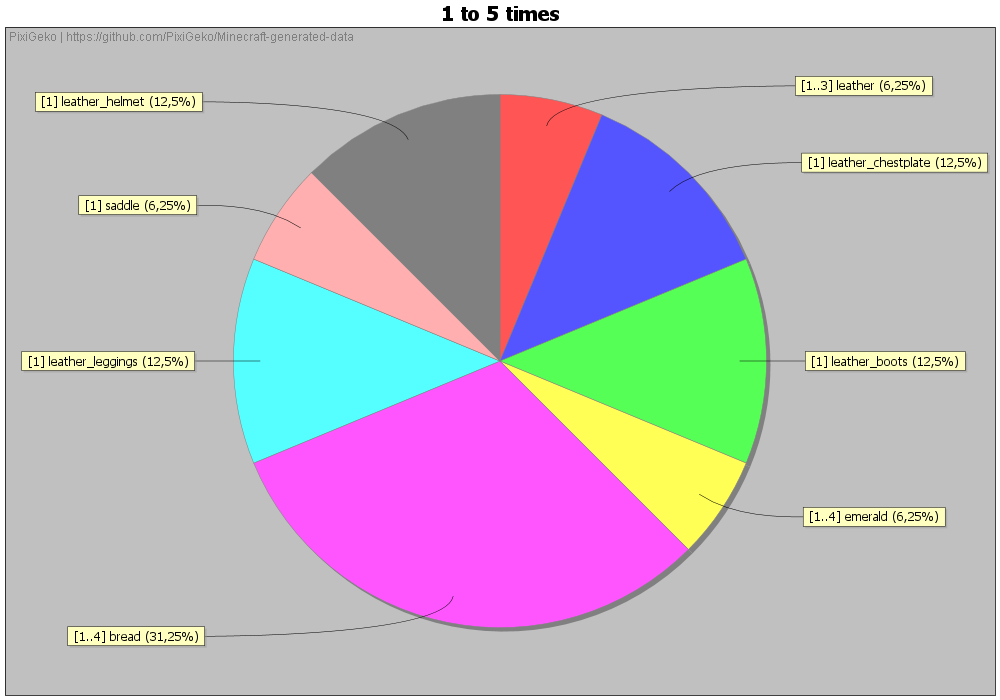 1 to 5 times
PixiGeko | https://github.com/PixiGeko/Minecraft-generated-data
[1..3] leather (6,25%)
[1] leather_helmet (12,5%)
[1] leather_chestplate (12,5%)
[1] saddle (6,25%)
[1] leather_leggings (12,5%)
[1] leather_boots (12,5%)
[1..4] emerald (6,25%)
[1..4] bread (31,25%)